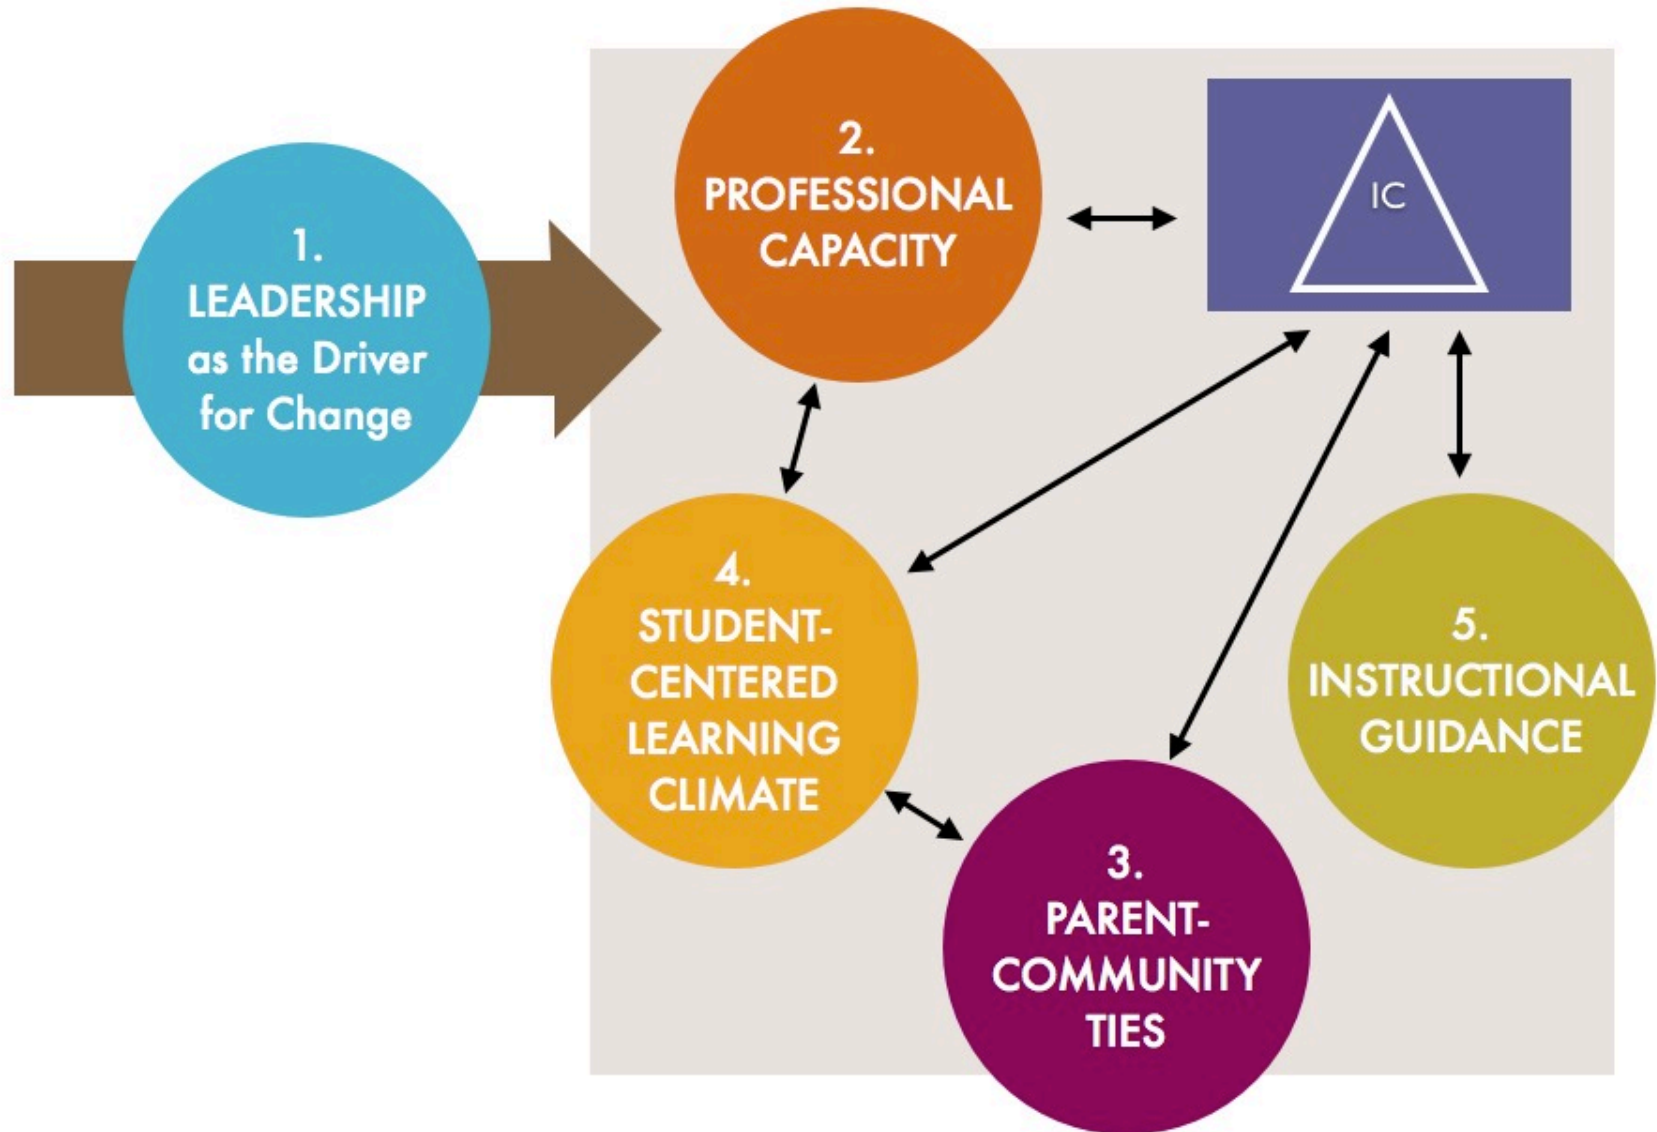 1.
LEADERSHIP
as the Driver
for Change
2.
PROFESSIONAL
CAPACITY
IC
4.
STUDENT-
CENTERED
LEARNING
CLIMATE
5.
INSTRUCTIONAL
GUIDANCE
3.
PARENT-
COMMUNITY
TIES